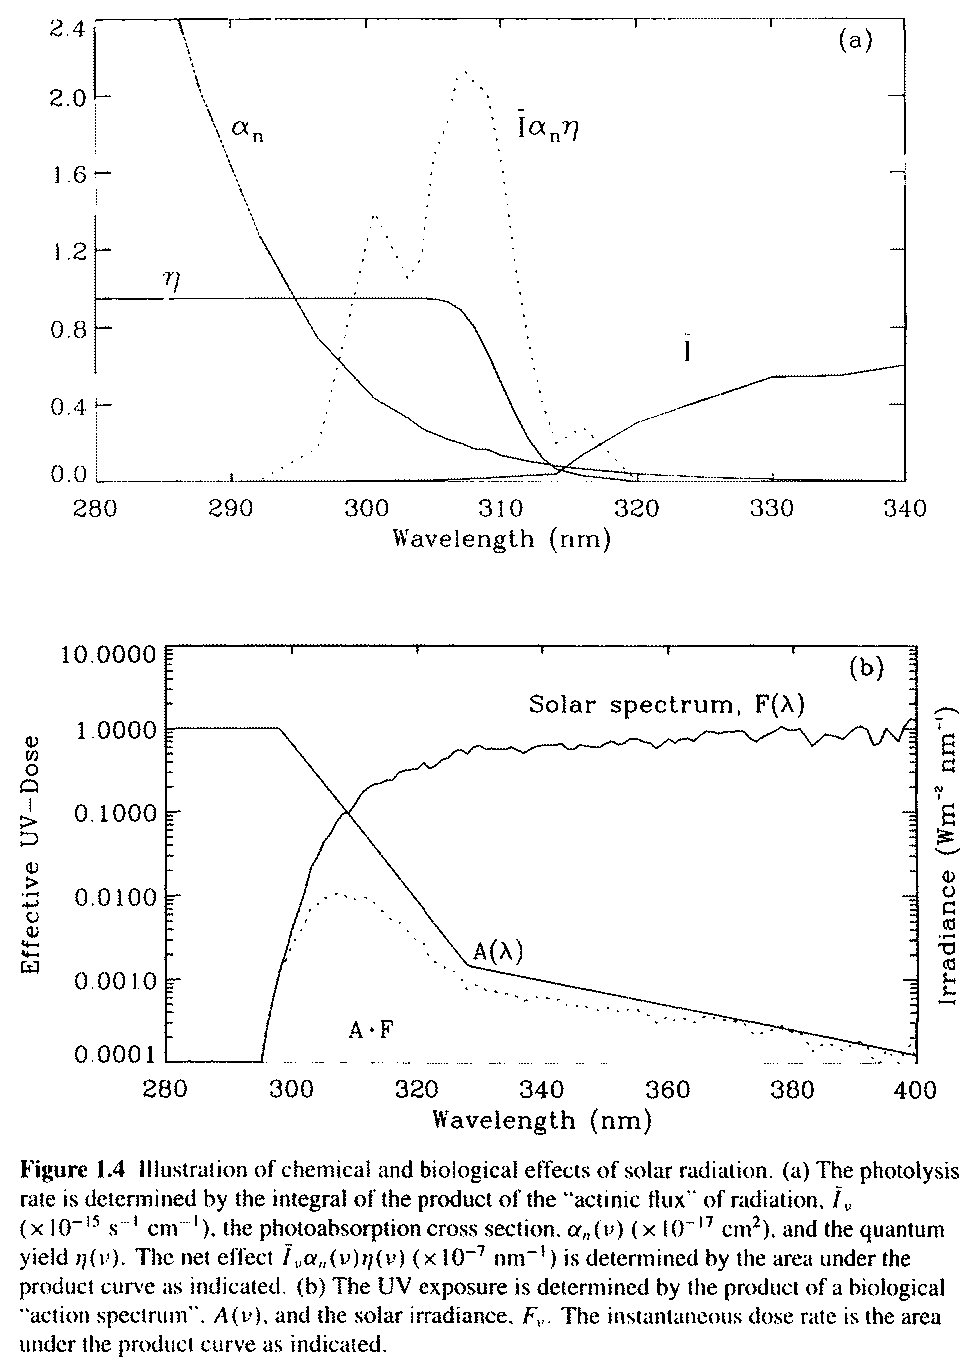 2.4
(a)
2.0
αₙ
Īαₙη
1.6
1.2
η
0.8
Ī
0.4
0.0
280 290 300 310 320 330 340
Wavelength (nm)
10.0000
(b)
Solar spectrum, F(λ)
1.0000
0.1000
0.0100
0.0010
0.0001
Effective UV-Dose
Irradiance (Wm⁻² nm⁻¹)
A(λ)
A·F
280 300 320 340 360 380 400
Wavelength (nm)
Figure 1.4 Illustration of chemical and biological effects of solar radiation. (a) The photolysis
rate is determined by the integral of the product of the "actinic flux" of radiation, Īᵥ
(×10⁻¹⁵ s⁻¹ cm⁻¹), the photoabsorption cross section, αₙ(ν) (×10⁻¹⁷ cm²), and the quantum
yield η(ν). The net effect Īᵥαₙ(ν)η(ν) (×10⁻⁷ nm⁻¹) is determined by the area under the
product curve as indicated. (b) The UV exposure is determined by the product of a biological
"action spectrum", A(ν), and the solar irradiance, Fᵥ. The instantaneous dose rate is the area
under the product curve as indicated.